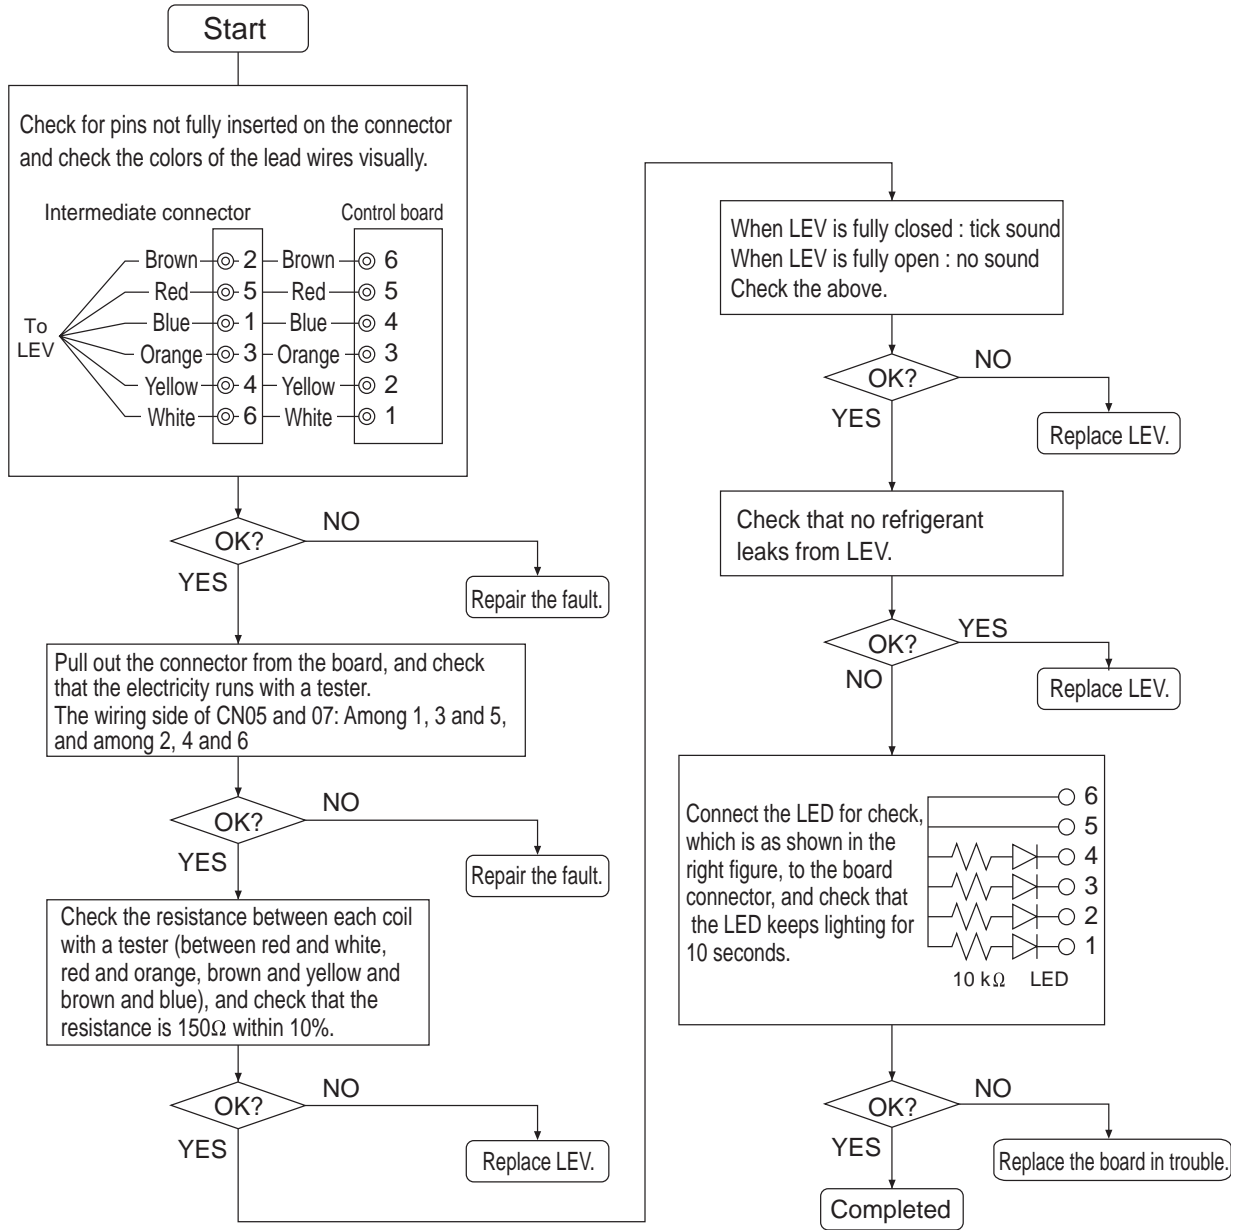 Start
Check for pins not fully inserted on the connector
and check the colors of the lead wires visually.
Intermediate connector
Control board
To
LEV
Brown 2 Brown 6
Red 5 Red 5
Blue 1 Blue 4
Orange 3 Orange 3
Yellow 4 Yellow 2
White 6 White 1
OK?
NO
YES
Repair the fault.
Pull out the connector from the board, and check
that the electricity runs with a tester.
The wiring side of CN05 and 07: Among 1, 3 and 5,
and among 2, 4 and 6
OK?
NO
YES
Repair the fault.
Check the resistance between each coil
with a tester (between red and white,
red and orange, brown and yellow and
brown and blue), and check that the
resistance is 150Ω within 10%.
OK?
NO
YES
Replace LEV.
When LEV is fully closed : tick sound
When LEV is fully open : no sound
Check the above.
OK?
NO
YES
Replace LEV.
Check that no refrigerant
leaks from LEV.
OK?
YES
NO
Replace LEV.
Connect the LED for check,
which is as shown in the
right figure, to the board
connector, and check that
the LED keeps lighting for
10 seconds.
6
5
4
3
2
1
10 kΩ LED
OK?
NO
YES
Replace the board in trouble.
Completed